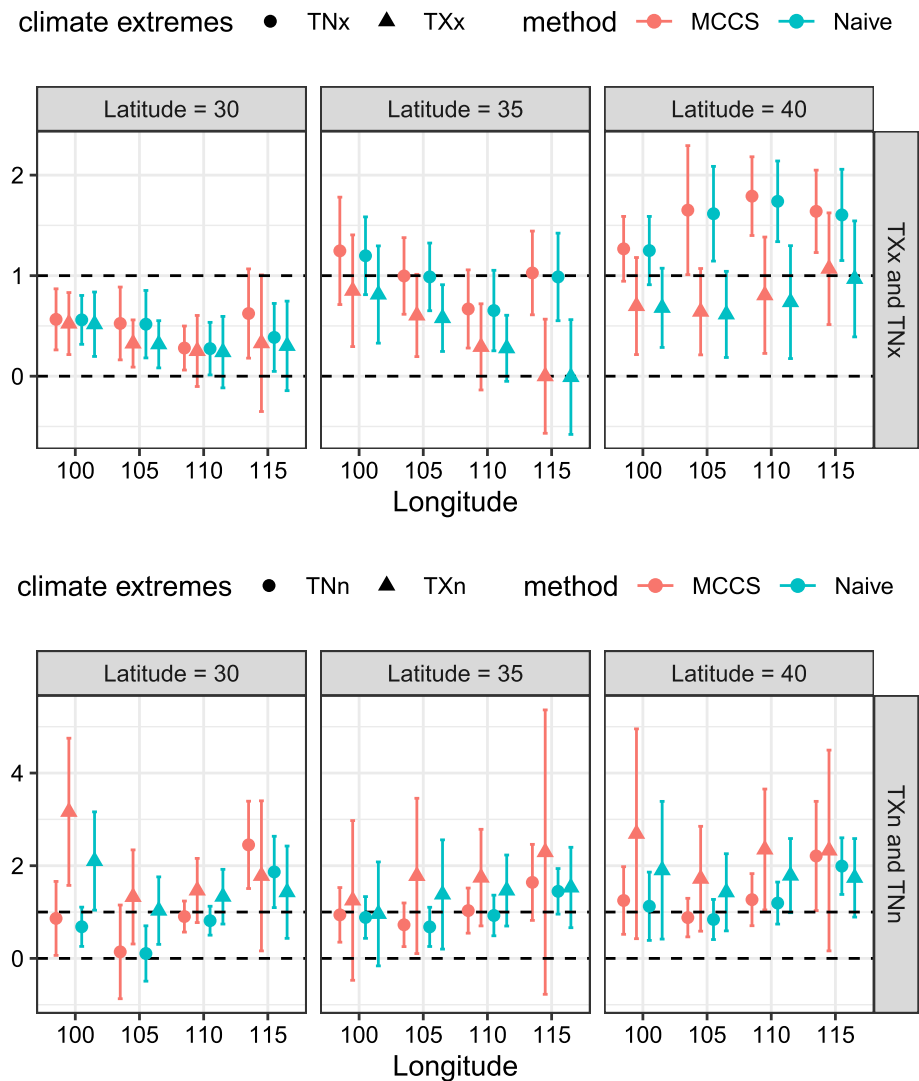 climate extremes TNx TXx method MCCS Naive
Latitude = 30 Latitude = 35 Latitude = 40
TXx and TNx
2
1
0
100 105 110 115 100 105 110 115 100 105 110 115
Longitude
climate extremes TNn TXn method MCCS Naive
Latitude = 30 Latitude = 35 Latitude = 40
TXn and TNn
4
2
0
100 105 110 115 100 105 110 115 100 105 110 115
Longitude